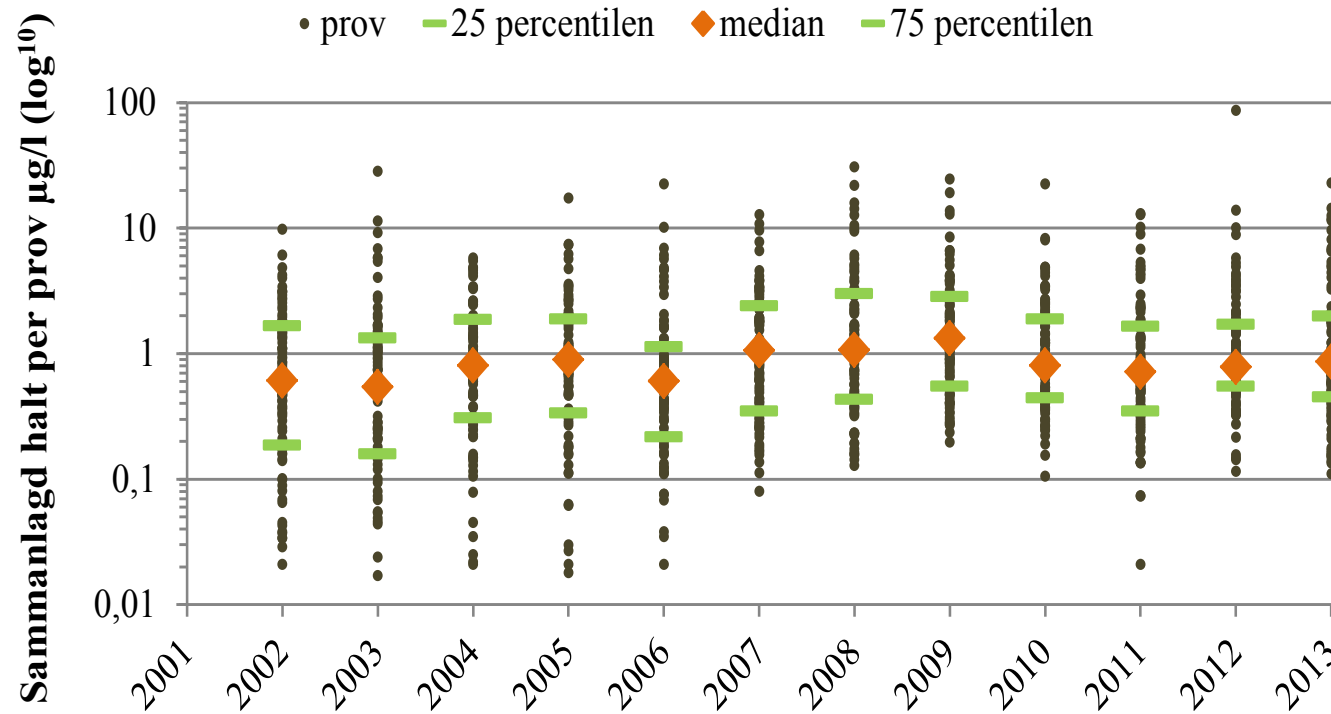 prov 25 percentilen median 75 percentilen
Sammanlagd halt per prov µg/l (log10)
100
10
1
0,1
0,01
2001 2002 2003 2004 2005 2006 2007 2008 2009 2010 2011 2012 2013